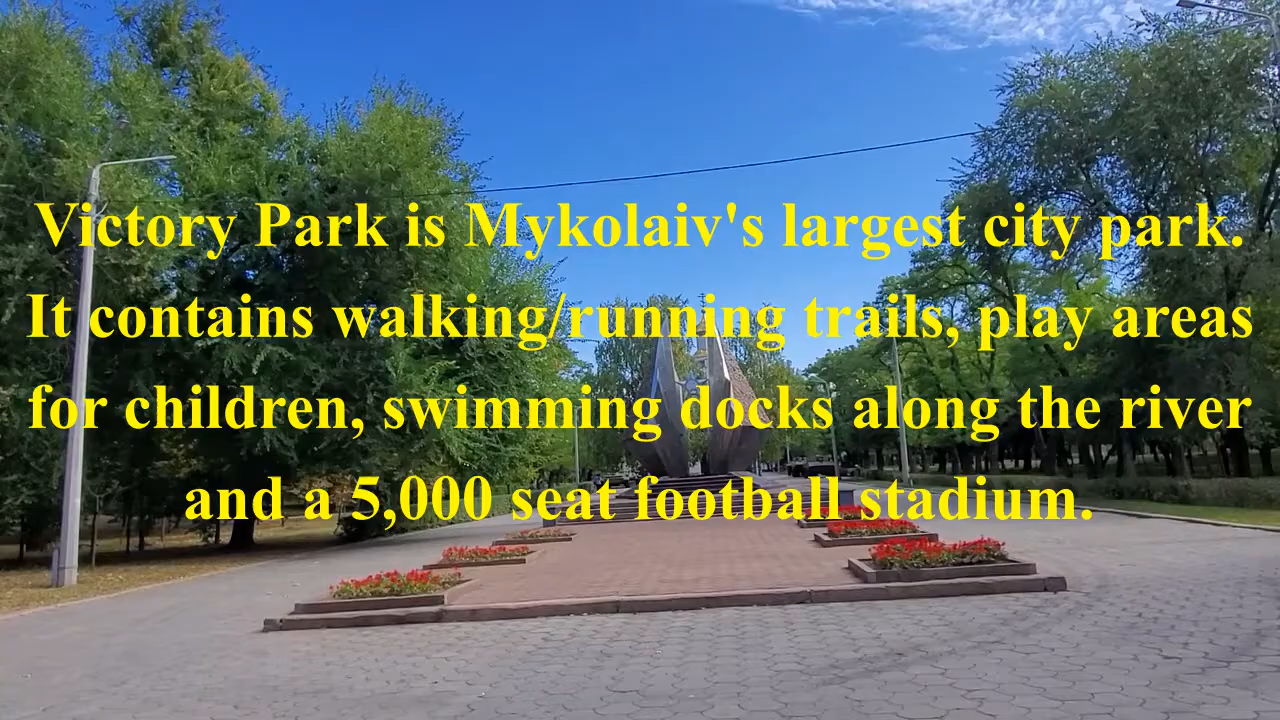 Victory Park is Mykolaiv's largest city park.
It contains walking/running trails, play areas
for children, swimming docks along the river
and a 5,000 seat football stadium.